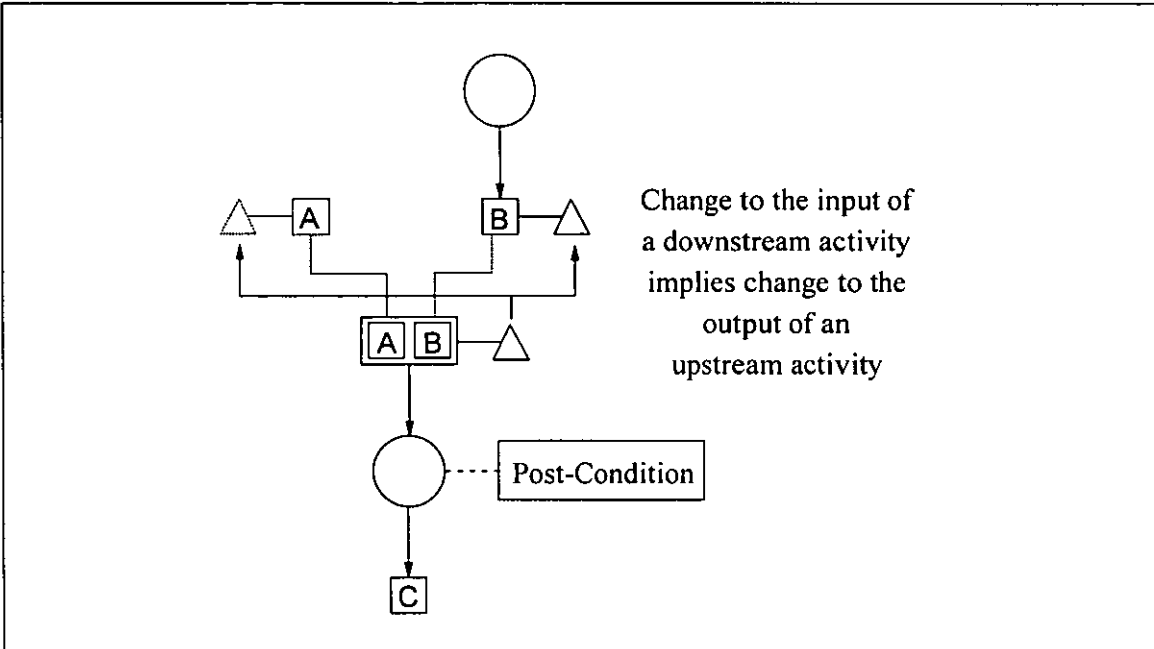 A
B
Change to the input of
a downstream activity
implies change to the
output of an
upstream activity
A B
Post-Condition
C